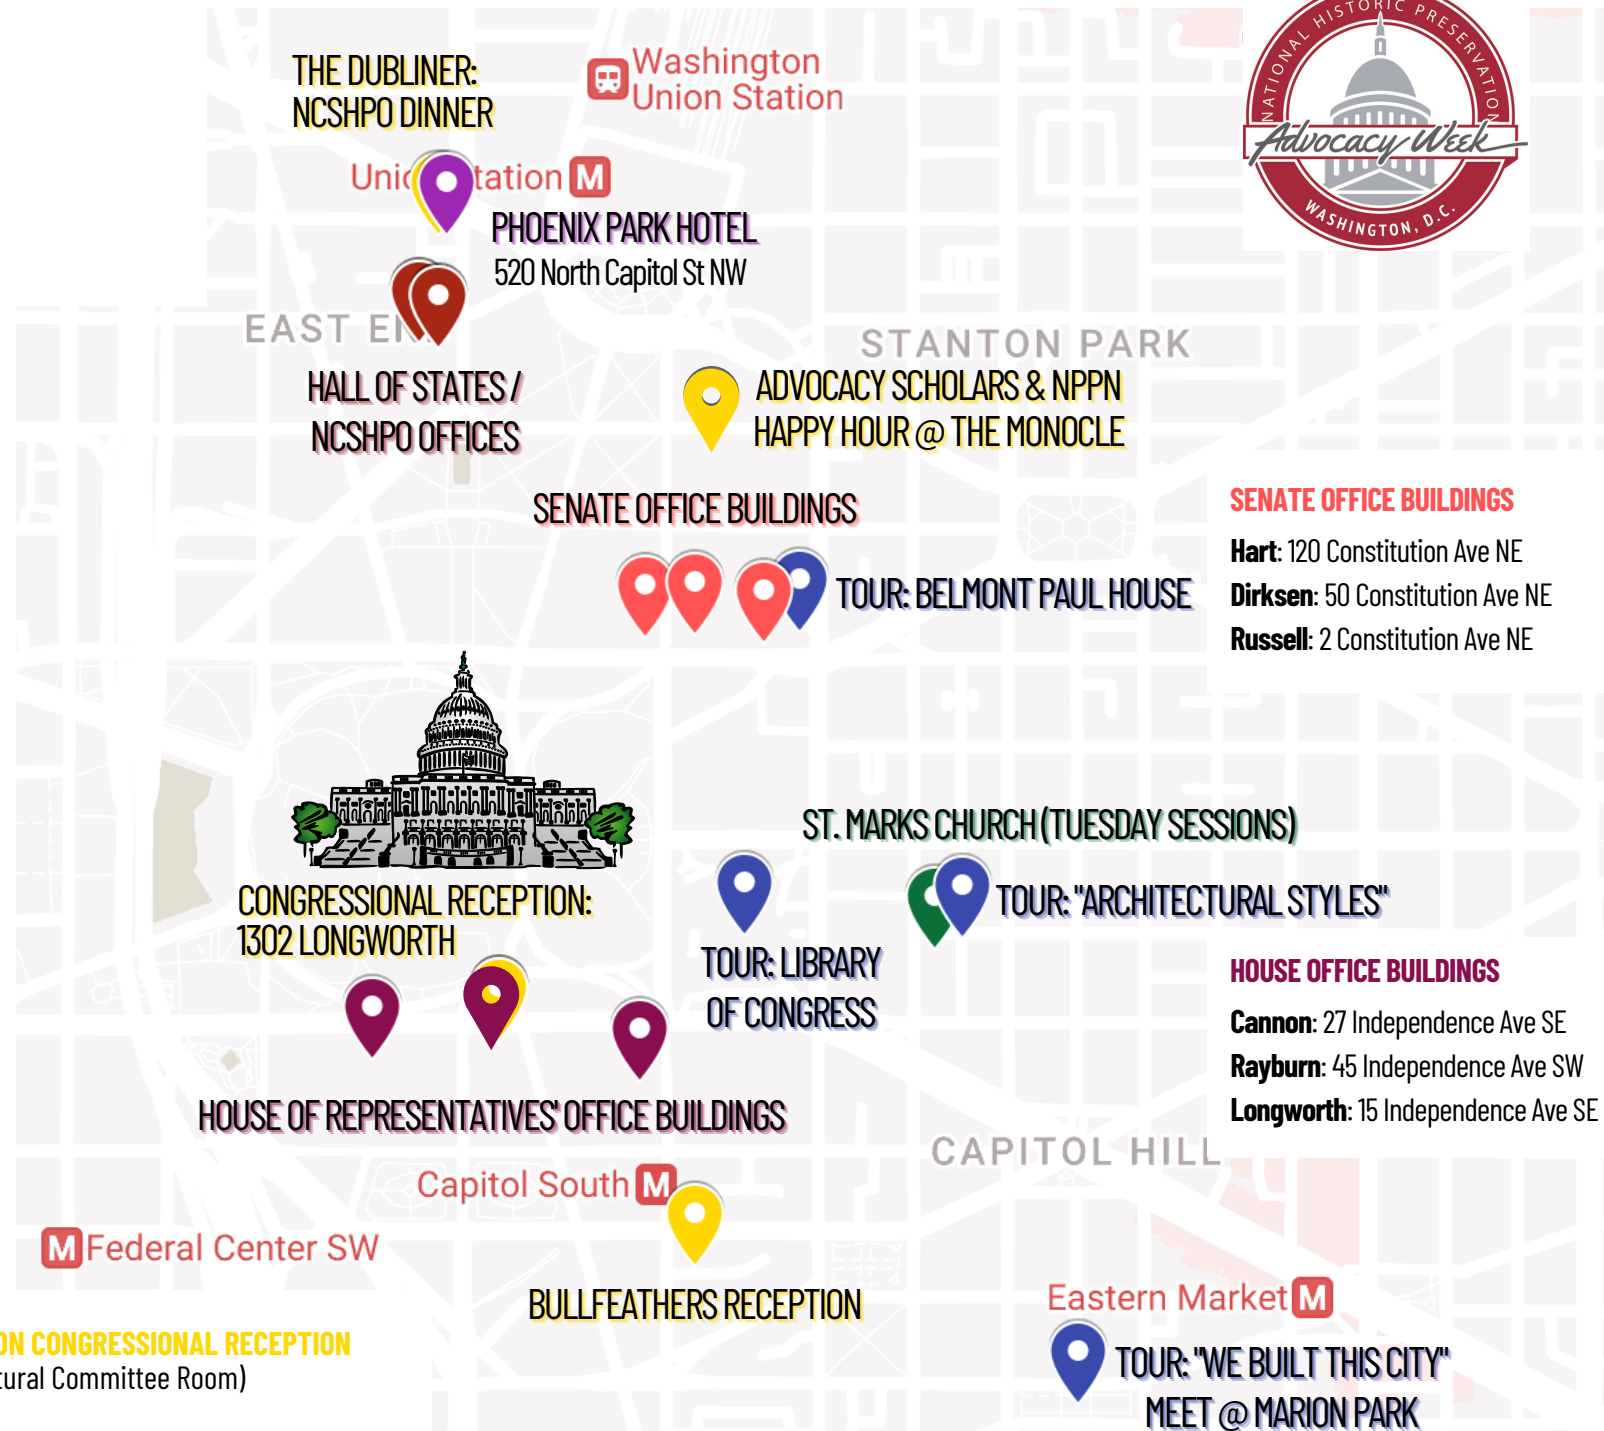 NATIONAL HISTORIC PRESERVATION
Advocacy Week
WASHINGTON, D.C.
THE DUBLINER:
NCSHPO DINNER
Washington
Union Station
M
PHOENIX PARK HOTEL
520 North Capitol St NW
EAST
STANTON PARK
HALL OF STATES /
NCSHPO OFFICES
ADVOCACY SCHOLARS & NPPN
HAPPY HOUR @ THE MONOCLE
SENATE OFFICE BUILDINGS
TOUR: BELMONT PAUL HOUSE
SENATE OFFICE BUILDINGS
Hart: 120 Constitution Ave NE
Dirksen: 50 Constitution Ave NE
Russell: 2 Constitution Ave NE
ST. MARKS CHURCH (TUESDAY SESSIONS)
TOUR: "ARCHITECTURAL STYLES"
CONGRESSIONAL RECEPTION:
1302 LONGWORTH
TOUR: LIBRARY
OF CONGRESS
HOUSE OFFICE BUILDINGS
Cannon: 27 Independence Ave SE
Rayburn: 45 Independence Ave SW
Longworth: 15 Independence Ave SE
HOUSE OF REPRESENTATIVES' OFFICE BUILDINGS
CAPITOL HILL
Capitol South M
M Federal Center SW
BULLFEATHERS RECEPTION
Eastern Market M
ON CONGRESSIONAL RECEPTION
tural Committee Room)
TOUR: "WE BUILT THIS CITY"
MEET @ MARION PARK